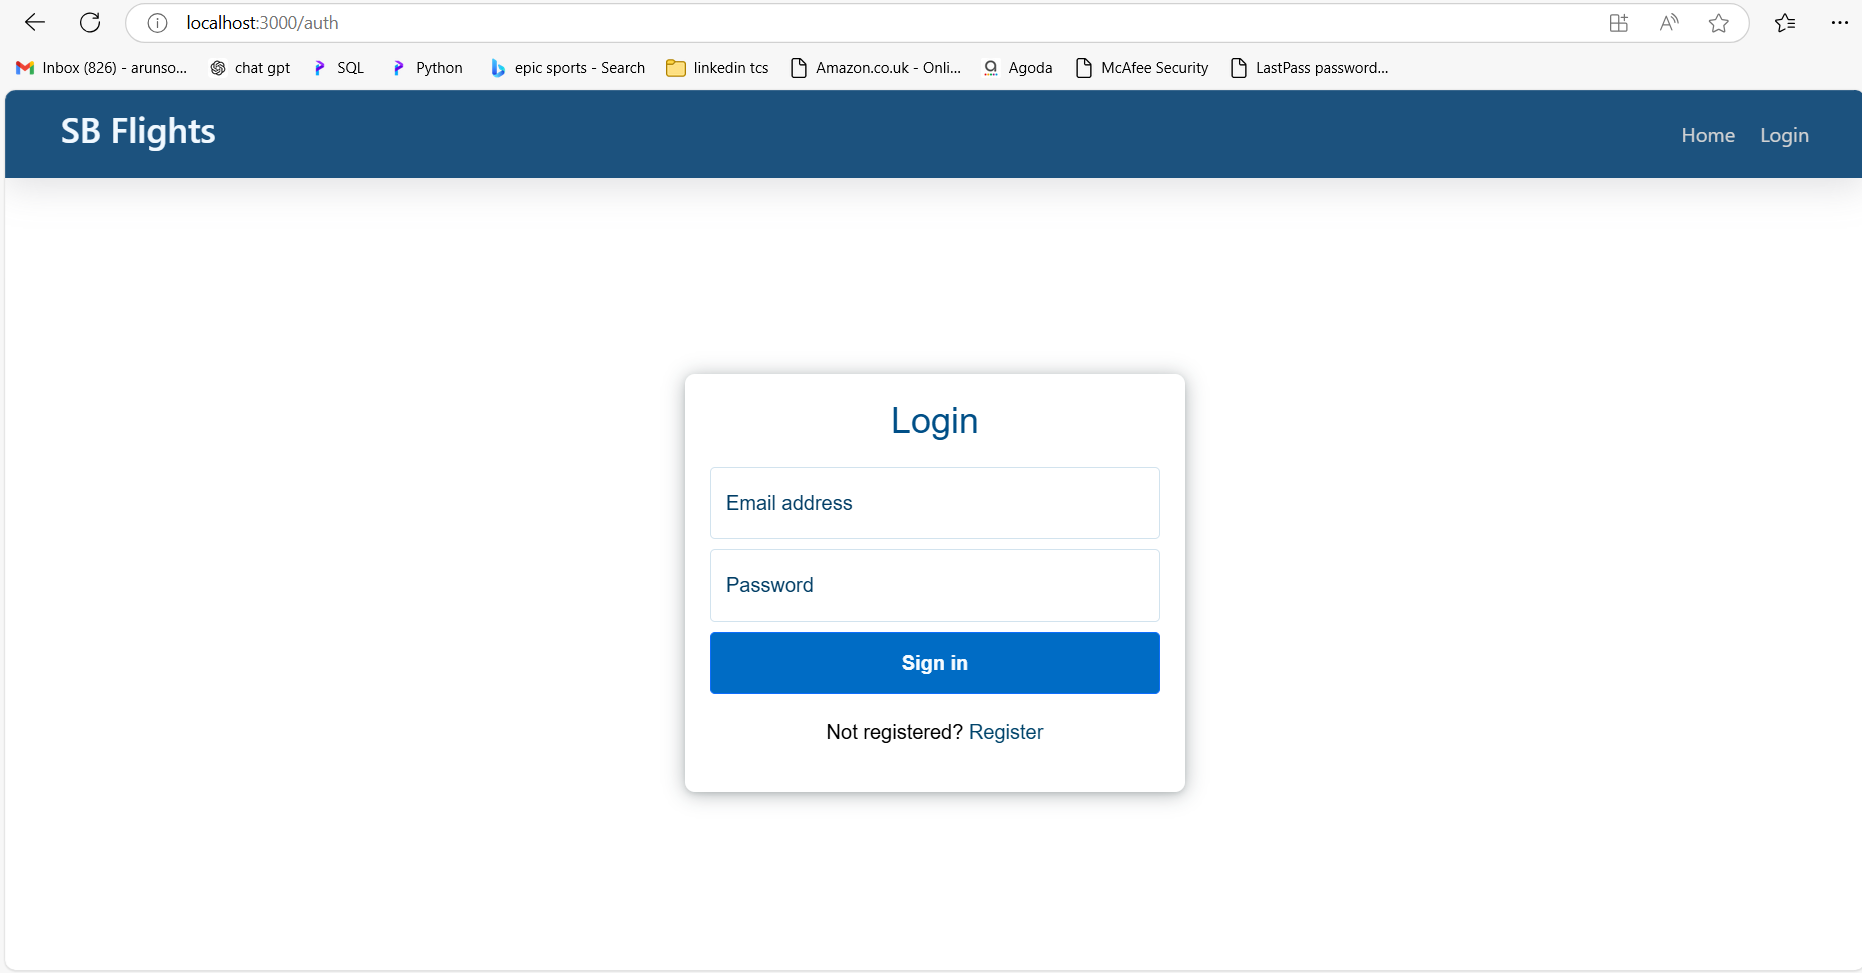 localhost:3000/auth
Inbox (826) - arunso... chat gpt SQL Python epic sports - Search linkedin tcs Amazon.co.uk - Onli... Agoda McAfee Security LastPass password...
SB Flights Home Login
Login
Email address
Password
Sign in
Not registered? Register